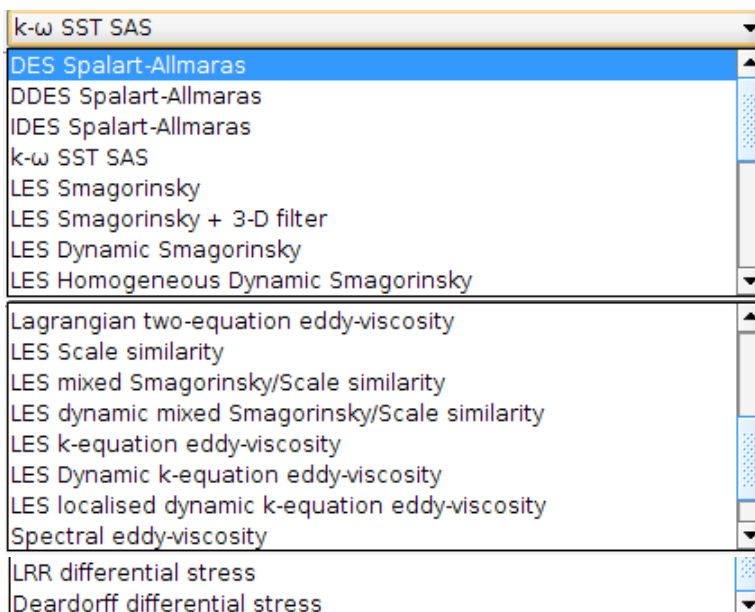 k-ω SST SAS
DES Spalart-Allmaras
DDES Spalart-Allmaras
IDES Spalart-Allmaras
k-ω SST SAS
LES Smagorinsky
LES Smagorinsky + 3-D filter
LES Dynamic Smagorinsky
LES Homogeneous Dynamic Smagorinsky
Lagrangian two-equation eddy-viscosity
LES Scale similarity
LES mixed Smagorinsky/Scale similarity
LES dynamic mixed Smagorinsky/Scale similarity
LES k-equation eddy-viscosity
LES Dynamic k-equation eddy-viscosity
LES localised dynamic k-equation eddy-viscosity
Spectral eddy-viscosity
LRR differential stress
Deardorff differential stress